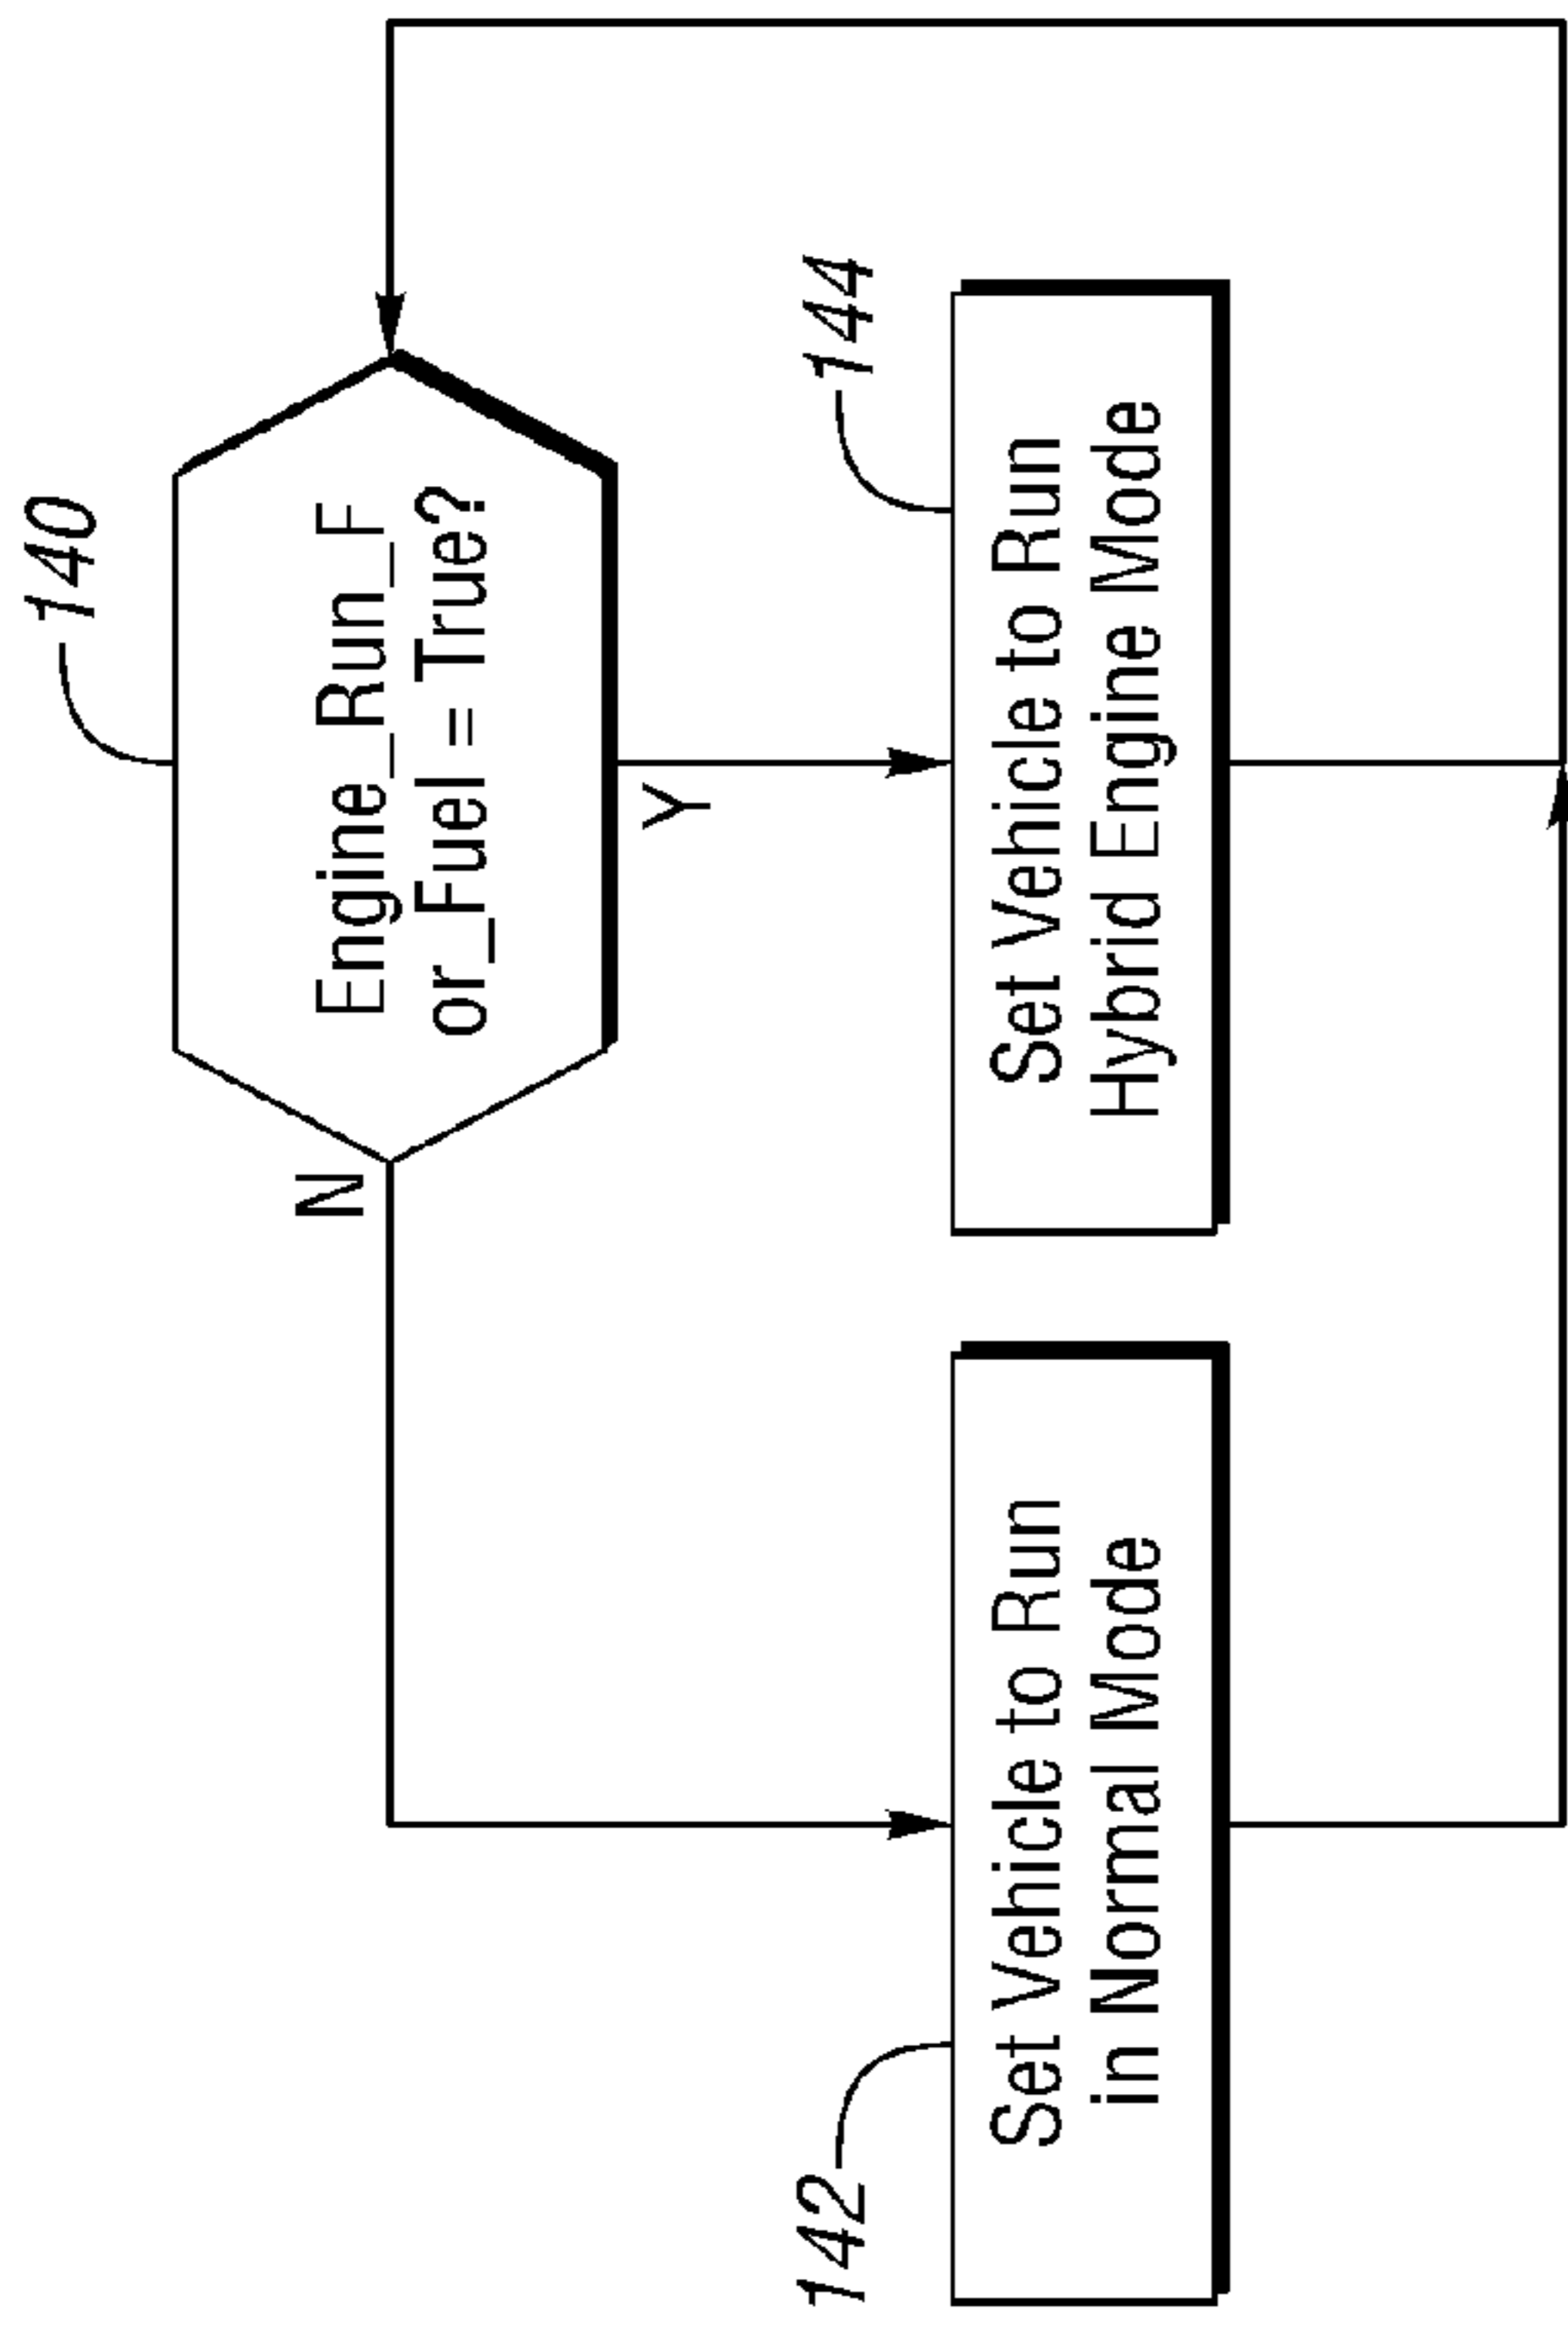 140
Engine_Run_F
or_Fuel = True?
N
Y
142
Set Vehicle to Run
in Normal Mode
144
Set Vehicle to Run
Hybrid Engine Mode